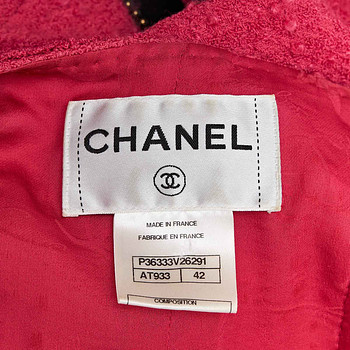 CHANEL
MADE IN FRANCE
FABRIQUE EN FRANCE
P36333V26291
AT933 42
COMPOSITION